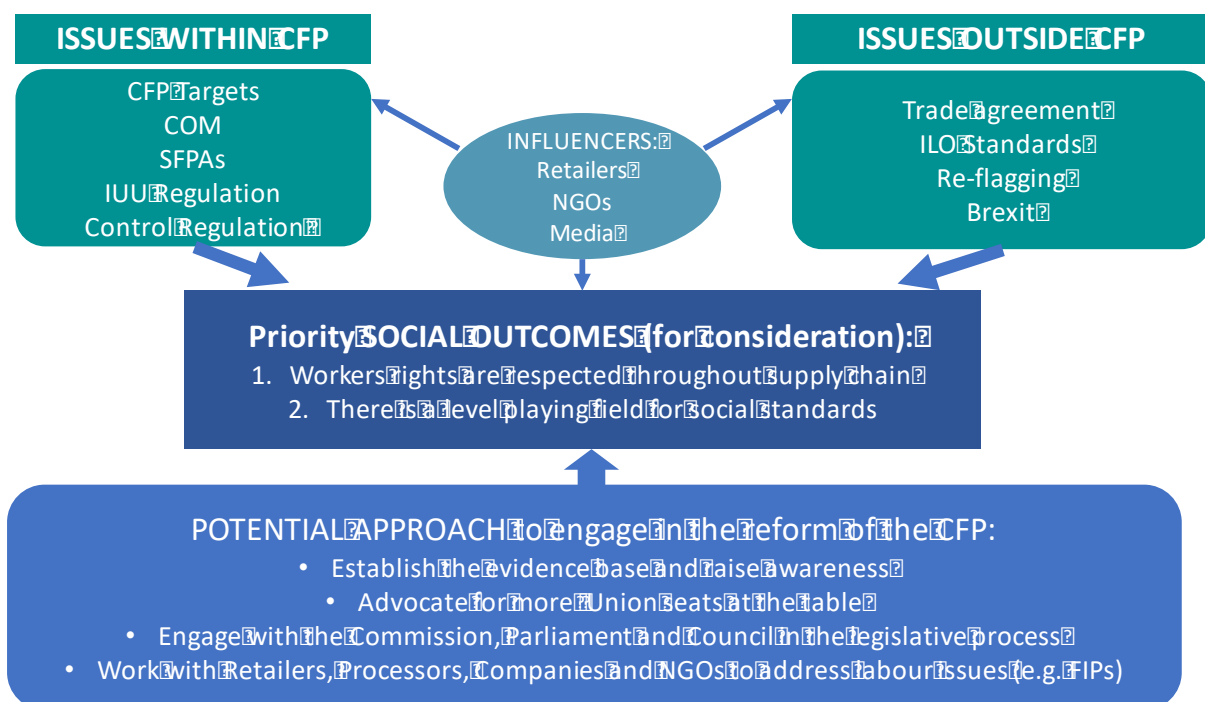 ISSUES WITHIN CFP
CFP Targets
COM
SFPAs
IUU Regulation
Control Regulation
INFLUENCERS:
Retailers
NGOs
Media
ISSUES OUTSIDE CFP
Trade agreement
ILO Standards
Re-flagging
Brexit
Priority SOCIAL OUTCOMES (for consideration):
1. Workers rights are respected throughout supply chain
2. There is a level playing field for social standards
POTENTIAL APPROACH to engage in the reform of the CFP:
• Establish the evidence base and raise awareness
• Advocate for more Union seats at the table
• Engage with the Commission, Parliament and Council in the legislative process
• Work with Retailers, Processors, Companies and NGOs to address labour issues (e.g. FIPs)